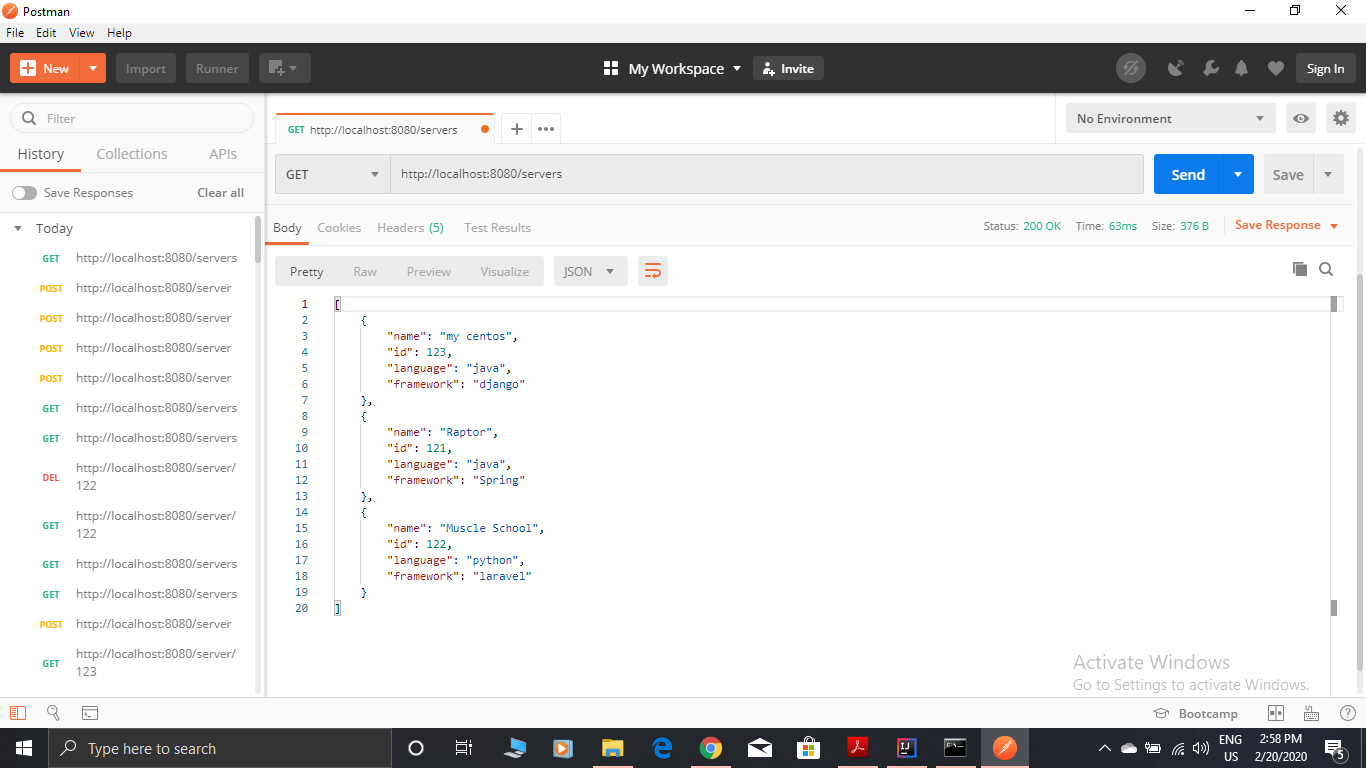 Postman
File Edit View Help
New Import Runner My Workspace Invite Sign In
Filter
History Collections APIs
Save Responses Clear all
Today
GET http://localhost:8080/servers
POST http://localhost:8080/server
POST http://localhost:8080/server
POST http://localhost:8080/server
POST http://localhost:8080/server
GET http://localhost:8080/servers
GET http://localhost:8080/servers
DEL http://localhost:8080/server/
122
GET http://localhost:8080/server/
122
GET http://localhost:8080/servers
GET http://localhost:8080/servers
POST http://localhost:8080/server
GET http://localhost:8080/server/
123
GET http://localhost:8080/servers
No Environment
GET http://localhost:8080/servers Send Save
Body Cookies Headers (5) Test Results Status: 200 OK Time: 63ms Size: 376 B Save Response
Pretty Raw Preview Visualize JSON
1 [
2 {
3 "name": "my centos",
4 "id": 123,
5 "language": "java",
6 "framework": "django"
7 },
8 {
9 "name": "Raptor",
10 "id": 121,
11 "language": "java",
12 "framework": "Spring"
13 },
14 {
15 "name": "Muscle School",
16 "id": 122,
17 "language": "python",
18 "framework": "laravel"
19 }
20 ]
Activate Windows
Go to Settings to activate Windows.
Bootcamp
Type here to search
ENG
US
2:58 PM
2/20/2020
5